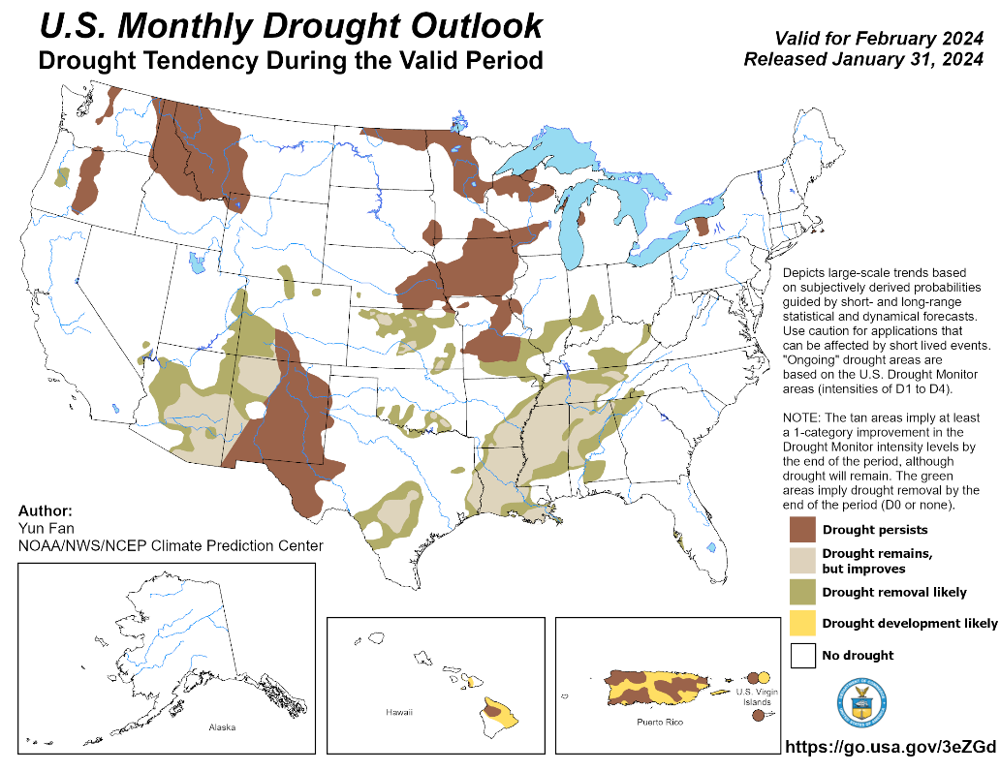 U.S. Monthly Drought Outlook
Drought Tendency During the Valid Period
Valid for February 2024
Released January 31, 2024
Depicts large-scale trends based
on subjectively derived probabilities
guided by short- and long-range
statistical and dynamical forecasts.
Use caution for applications that
can be affected by short lived events.
"Ongoing" drought areas are
based on the U.S. Drought Monitor
areas (intensities of D1 to D4).
NOTE: The tan areas imply at least
a 1-category improvement in the
Drought Monitor intensity levels by
the end of the period, although
drought will remain. The green
areas imply drought removal by the
end of the period (D0 or none).
Author:
Yun Fan
NOAA/NWS/NCEP Climate Prediction Center
Drought persists
Drought remains,
but improves
Drought removal likely
Drought development likely
No drought
Alaska
Hawaii
Puerto Rico
U.S. Virgin
Islands
https://go.usa.gov/3eZGd